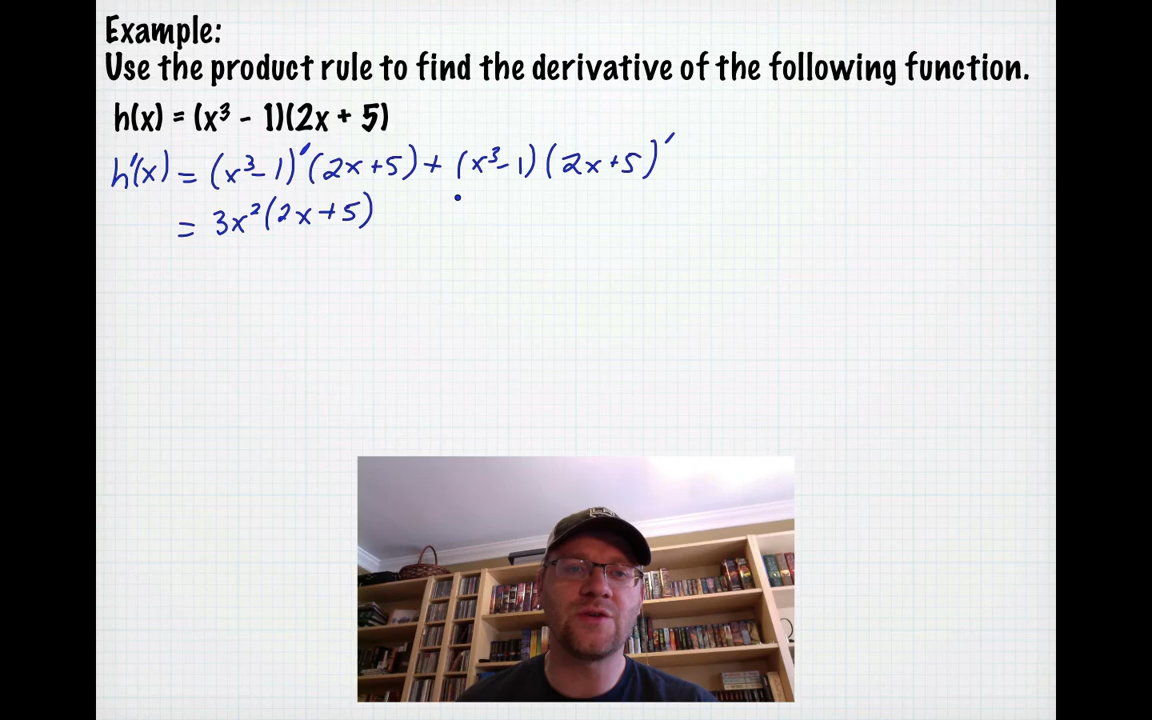 Example:
Use the product rule to find the derivative of the following function.
h(x) = (x³ - 1)(2x + 5)
h'(x) = (x³-1)'(2x+5) + (x³-1)(2x+5)'
= 3x²(2x+5)